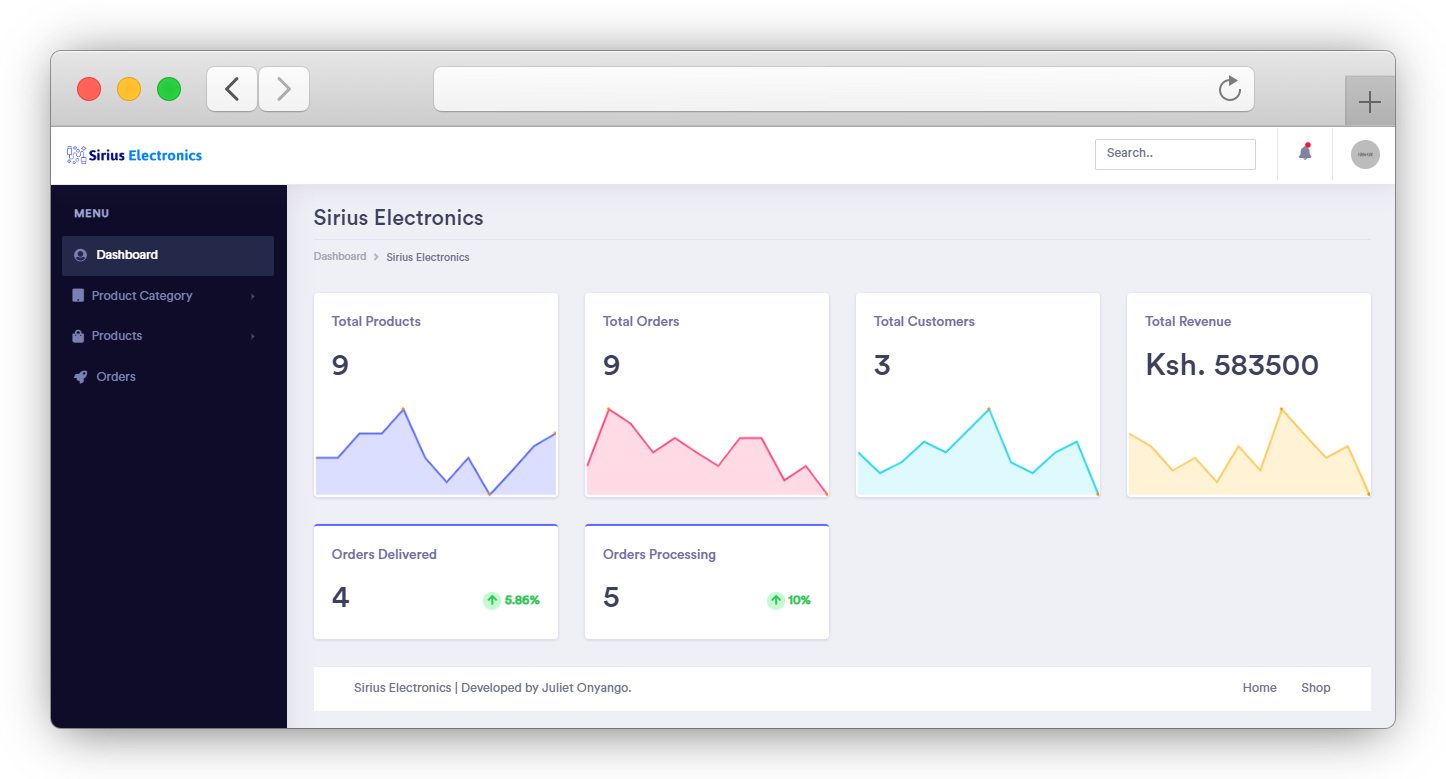 Sirius Electronics
Search..
MENU
Dashboard
Product Category
Products
Orders
Sirius Electronics
Dashboard > Sirius Electronics
Total Products
9
Total Orders
9
Total Customers
3
Total Revenue
Ksh. 583500
Orders Delivered
4
5.86%
Orders Processing
5
10%
Sirius Electronics | Developed by Juliet Onyango.
Home
Shop